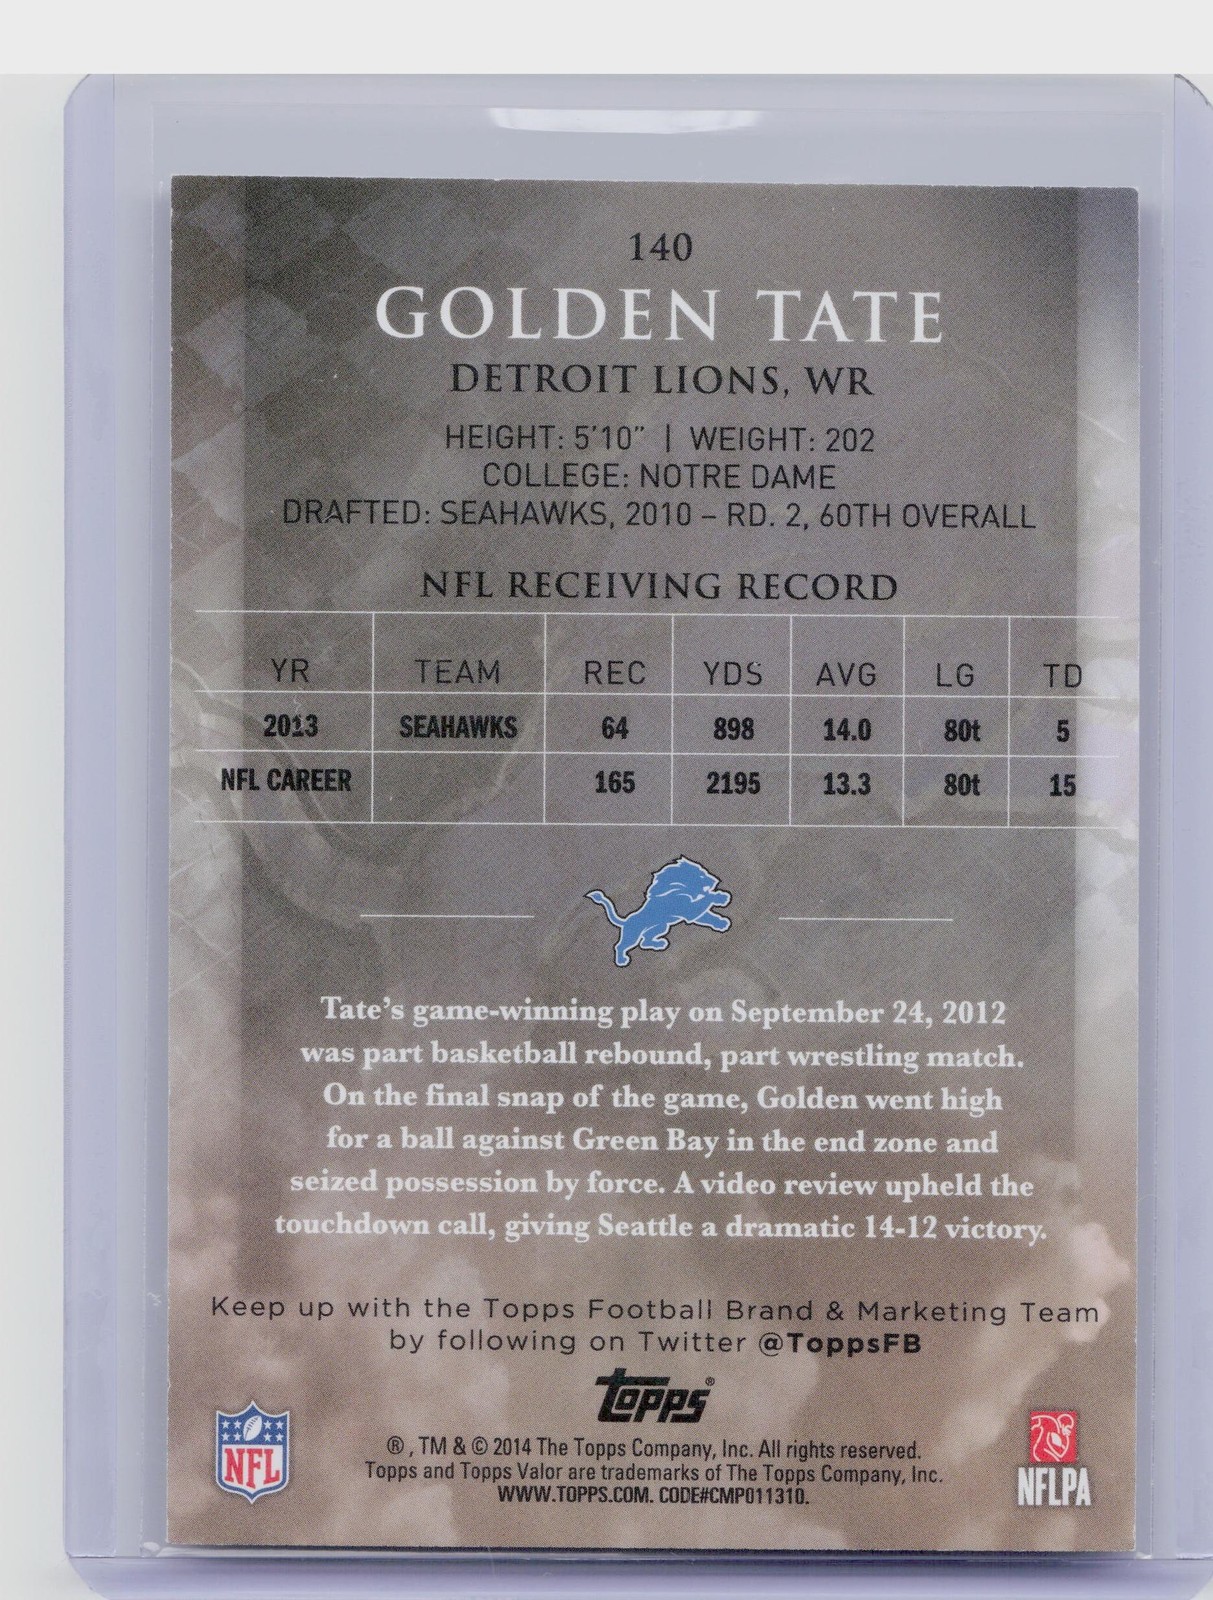 140
GOLDEN TATE
DETROIT LIONS, WR
HEIGHT: 5'10" | WEIGHT: 202
COLLEGE: NOTRE DAME
DRAFTED: SEAHAWKS, 2010 – RD. 2, 60TH OVERALL
NFL RECEIVING RECORD
YR TEAM REC YDS AVG LG TD
2013 SEAHAWKS 64 898 14.0 80t 5
NFL CAREER 165 2195 13.3 80t 15
Tate's game-winning play on September 24, 2012
was part basketball rebound, part wrestling match.
On the final snap of the game, Golden went high
for a ball against Green Bay in the end zone and
seized possession by force. A video review upheld the
touchdown call, giving Seattle a dramatic 14-12 victory.
Keep up with the Topps Football Brand & Marketing Team
by following on Twitter @ToppsFB
topps®
NFL
®, TM & © 2014 The Topps Company, Inc. All rights reserved.
Topps and Topps Valor are trademarks of The Topps Company, Inc.
WWW.TOPPS.COM. CODE#CMP011310.
NFLPA